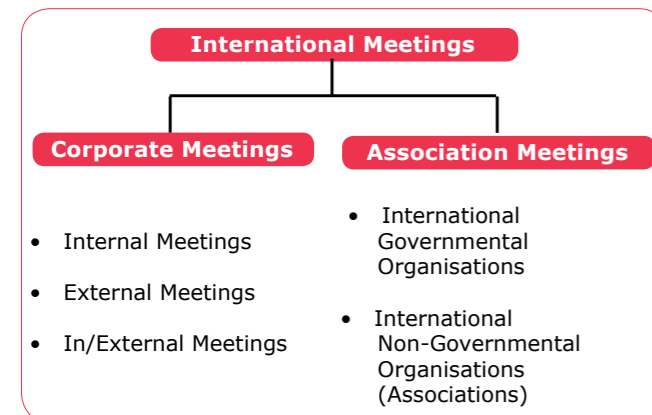 International Meetings
Corporate Meetings
Association Meetings
• Internal Meetings
• External Meetings
• In/External Meetings
• International
Governmental
Organisations
• International
Non-Governmental
Organisations
(Associations)